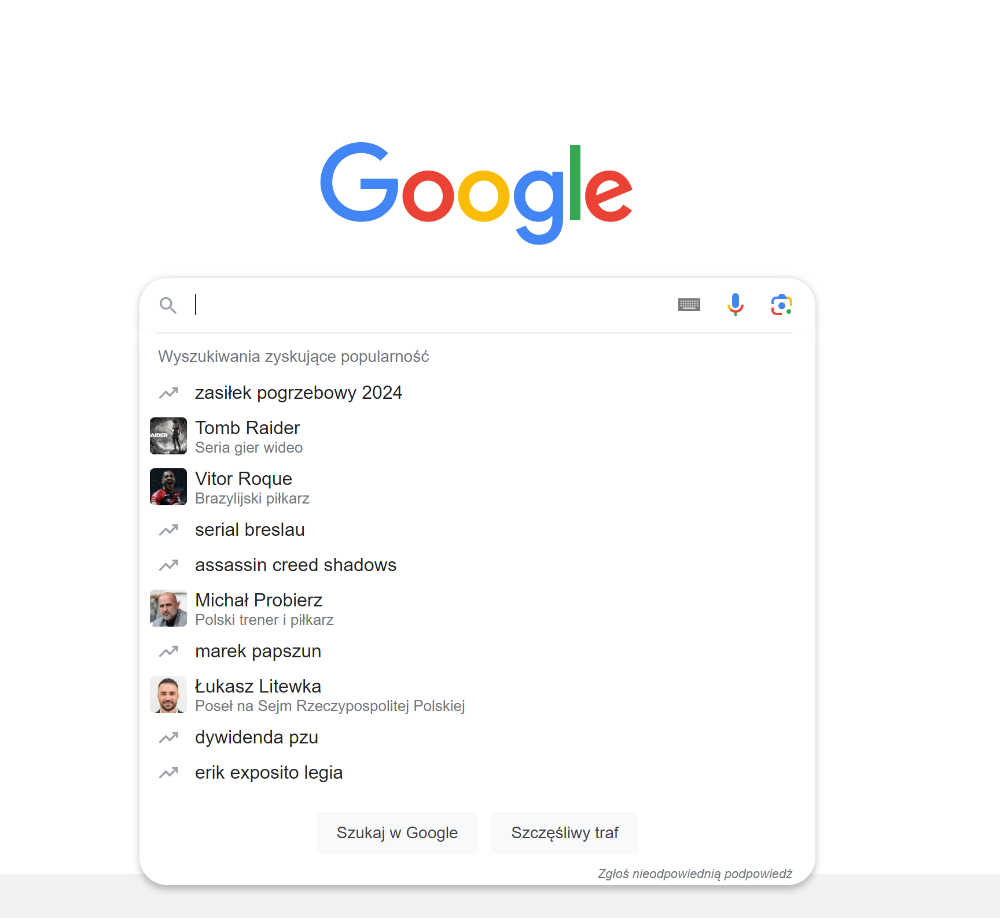 Google
Wyszukiwania zyskujące popularność
zasiłek pogrzebowy 2024
Tomb Raider
Seria gier wideo
RAIDER
Vitor Roque
Brazylijski piłkarz
serial breslau
assassin creed shadows
Michał Probierz
Polski trener i piłkarz
marek papszun
Łukasz Litewka
Poseł na Sejm Rzeczypospolitej Polskiej
dywidenda pzu
erik exposito legia
Szukaj w Google
Szczęśliwy traf
Zgłoś nieodpowiednią podpowiedź